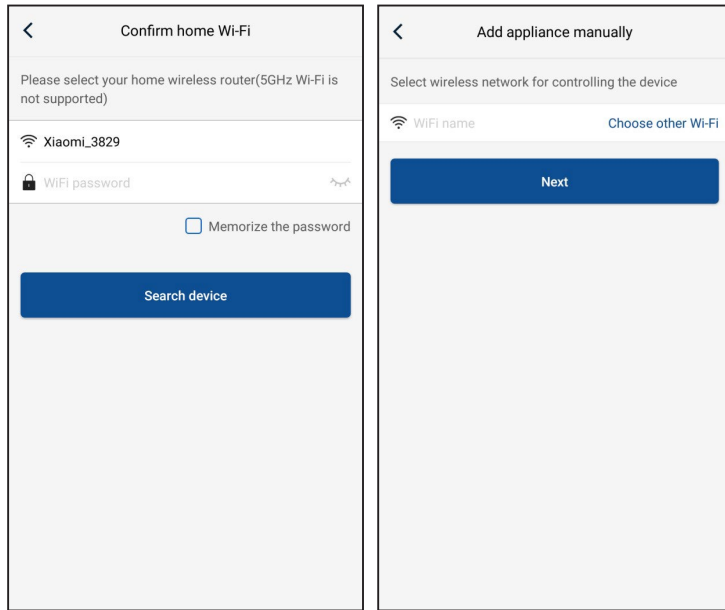 Confirm home Wi-Fi
Please select your home wireless router(5GHz Wi-Fi is
not supported)
Xiaomi_3829
WiFi password
Memorize the password
Search device
Add appliance manually
Select wireless network for controlling the device
WiFi name
Choose other Wi-Fi
Next